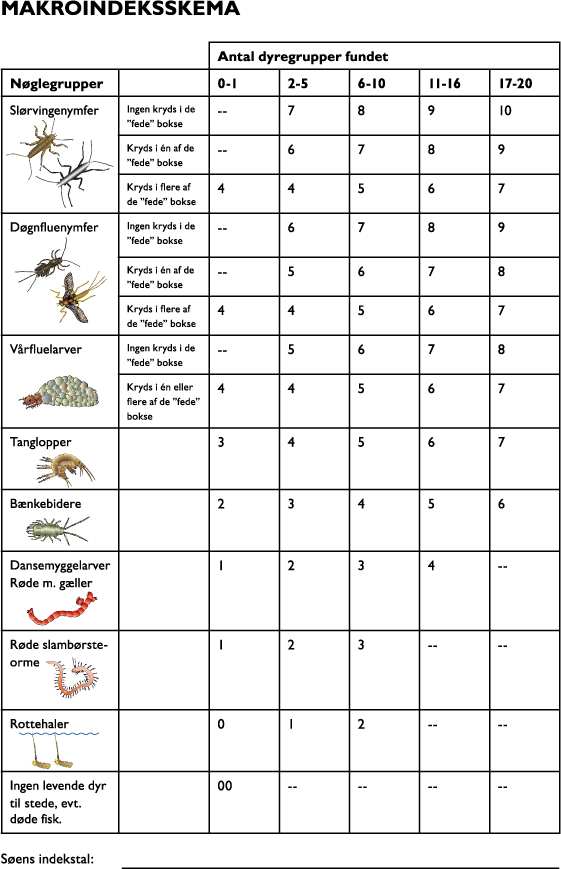 MAKROINDEKSSKEMA
Antal dyregrupper fundet
Nøglegrupper 0-1 2-5 6-10 11-16 17-20
Slørvingenymfer Ingen kryds i de -- 7 8 9 10
”fede” bokse
Kryds i én af de -- 6 7 8 9
”fede” bokse
Kryds i flere af 4 4 5 6 7
de ”fede” bokse
Døgnfluenymfer Ingen kryds i de -- 6 7 8 9
”fede” bokse
Kryds i én af de -- 5 6 7 8
”fede” bokse
Kryds i flere af 4 4 5 6 7
de ”fede” bokse
Vårfluelarver Ingen kryds i de -- 5 6 7 8
”fede” bokse
Kryds i én eller 4 4 5 6 7
flere af de ”fede”
bokse
Tanglopper 3 4 5 6 7
Bænkebidere 2 3 4 5 6
Dansemyggelarver 1 2 3 4 --
Røde m. gæller
Røde slambørste- 1 2 3 -- --
orme
Rottehaler 0 1 2 -- --
Ingen levende dyr 00 -- -- -- --
til stede, evt.
døde fisk.
Søens indekstal: